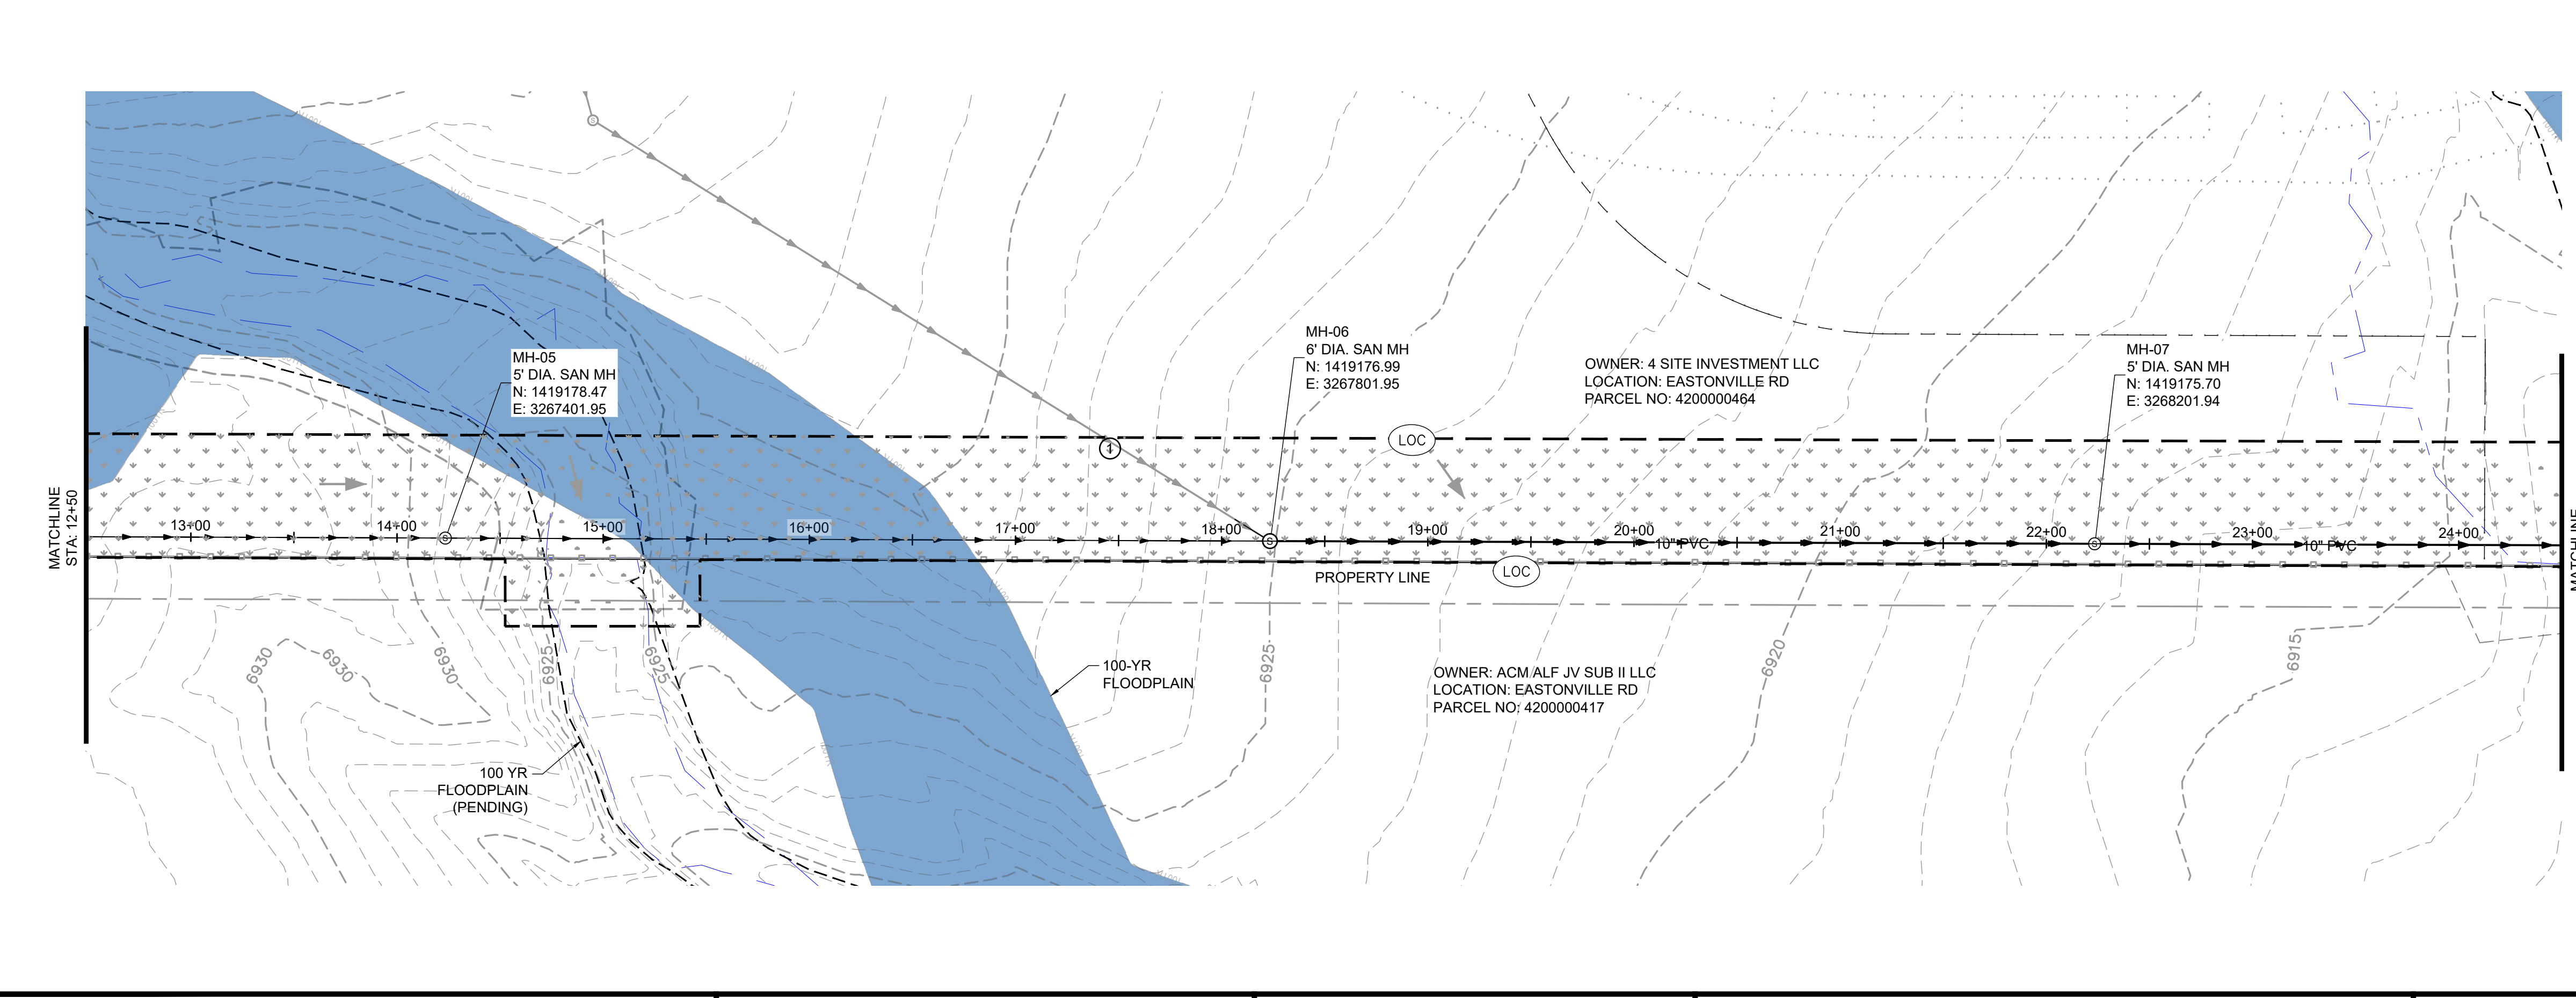 MH-05
5' DIA. SAN MH
N: 1419178.47
E: 3267401.95
MH-06
6' DIA. SAN MH
N: 1419176.99
E: 3267801.95
OWNER: 4 SITE INVESTMENT LLC
LOCATION: EASTONVILLE RD
PARCEL NO: 4200000464
MH-07
5' DIA. SAN MH
N: 1419175.70
E: 3268201.94
LOC
1
S
MATCHLINE
STA: 12+50
13+00
14+00
15+00
16+00
17+00
18+00
19+00
20+00
21+00
22+00
23+00
24+00
S
S
10" PVC
S
10" PVC
MATCHLINE
LOC
PROPERTY LINE
6930
6930
6930
6925
6925
6925
6920
6915
100-YR
FLOODPLAIN
OWNER: ACM ALF JV SUB II LLC
LOCATION: EASTONVILLE RD
PARCEL NO: 4200000417
100 YR
FLOODPLAIN
(PENDING)